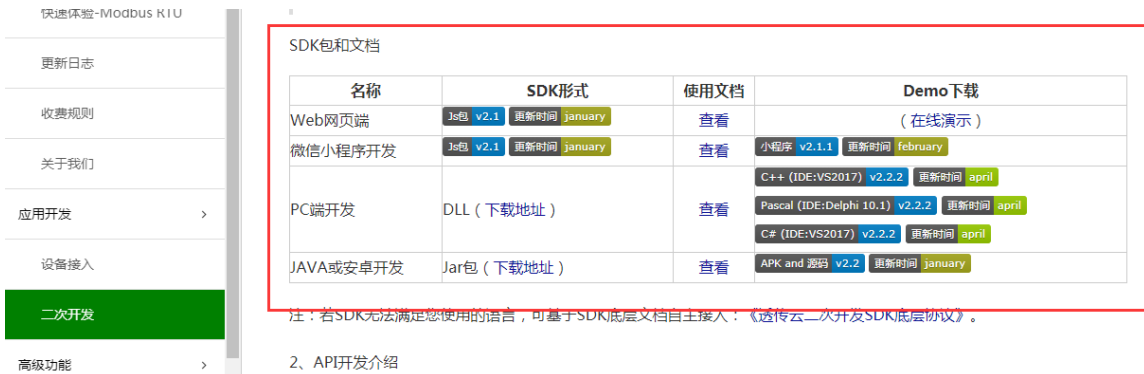 快速体验-Modbus RTU
更新日志
收费规则
关于我们
应用开发
设备接入
二次开发
高级功能
SDK包和文档
名称 SDK形式 使用文档 Demo下载
Web网页端 Js包 v2.1 更新时间 january 查看 （在线演示）
微信小程序开发 Js包 v2.1 更新时间 january 查看 小程序 v2.1.1 更新时间 february
C++ (IDE:VS2017) v2.2.2 更新时间 april
PC端开发 DLL（下载地址） 查看 Pascal (IDE:Delphi 10.1) v2.2.2 更新时间 april
C# (IDE:VS2017) v2.2.2 更新时间 april
JAVA或安卓开发 Jar包（下载地址） 查看 APK and 源码 v2.2 更新时间 january
注：若SDK无法满足您使用的语言，可基于SDK底层文档自主接入：《透传云二次开发SDK底层协议》。
2、API开发介绍